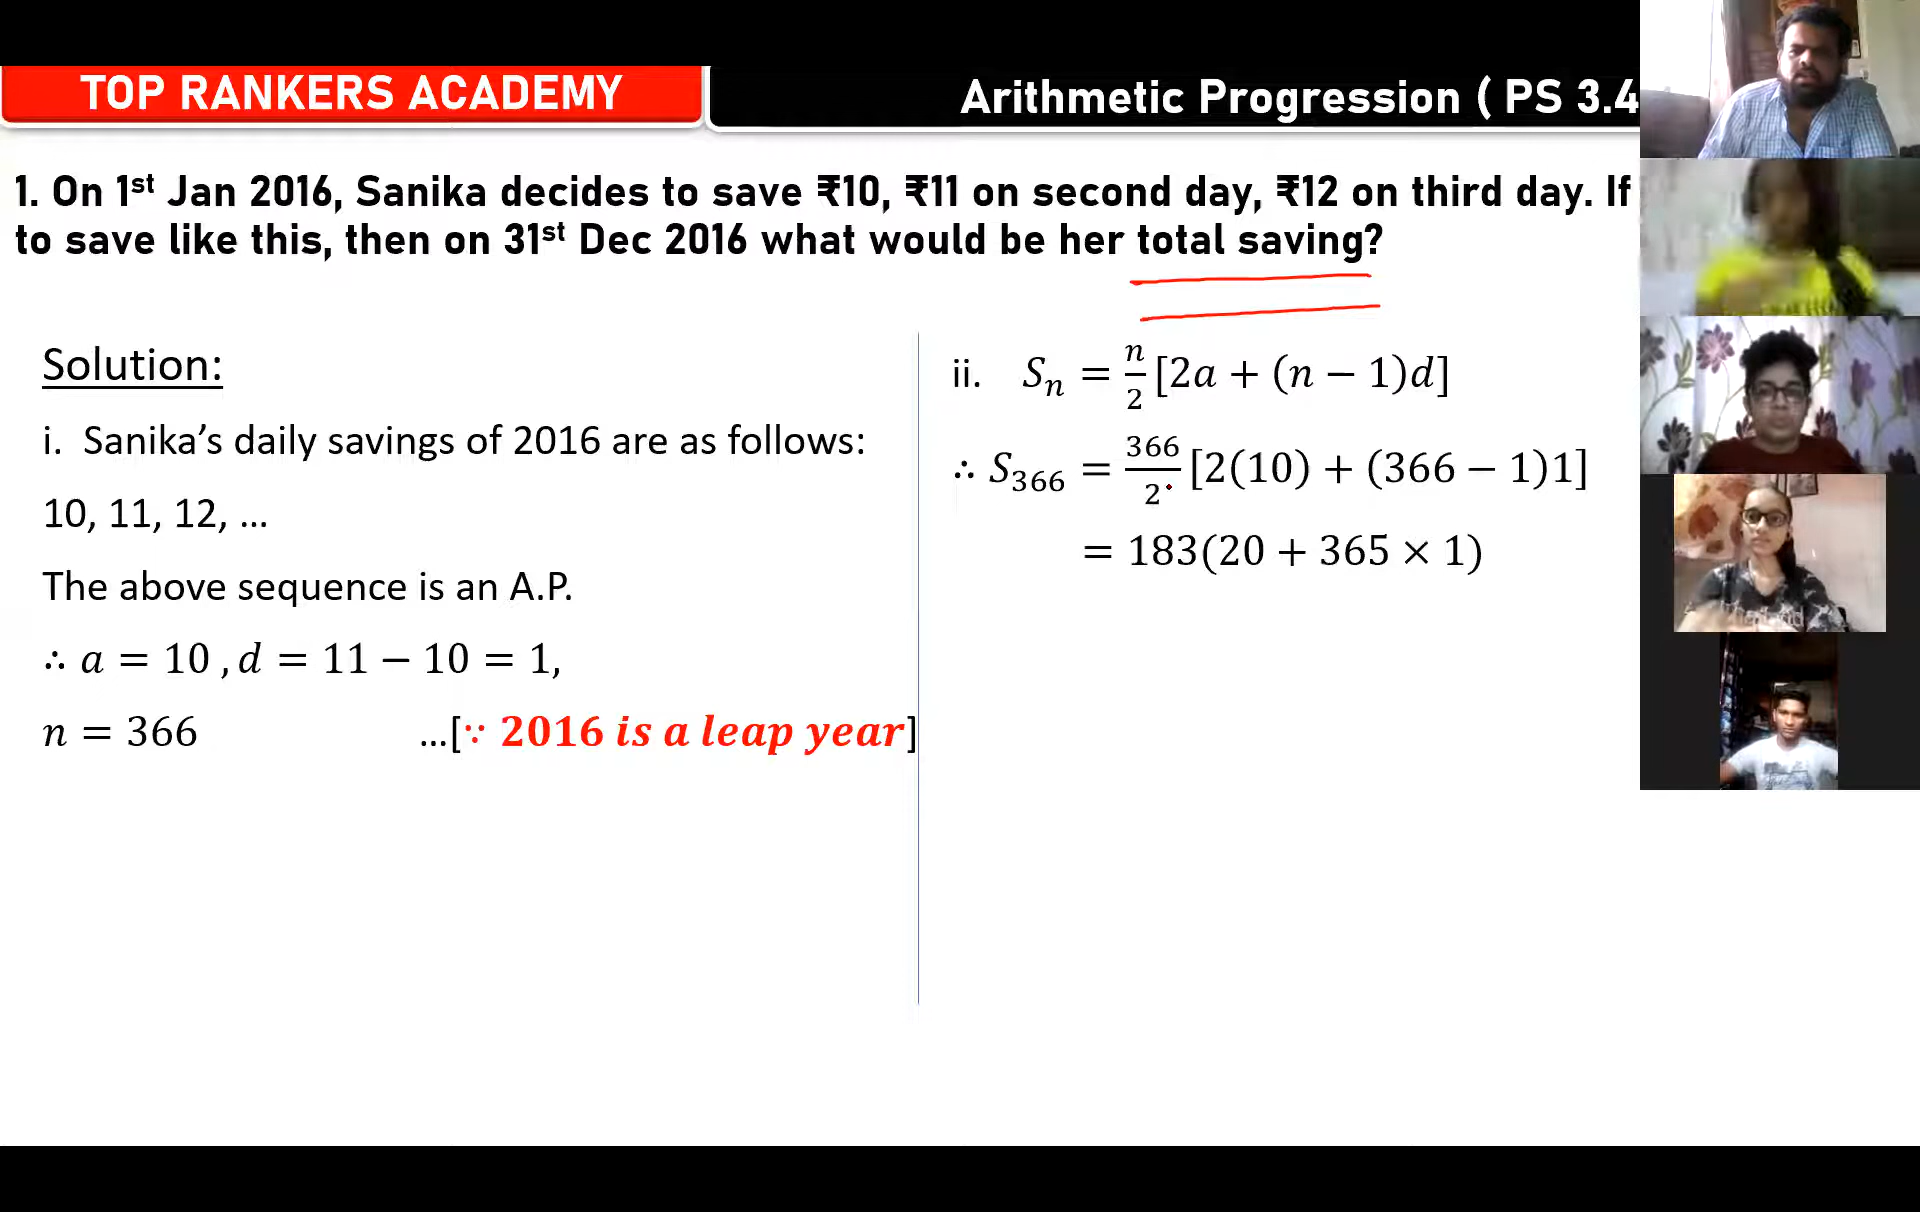 TOP RANKERS ACADEMY
Arithmetic Progression ( PS 3.4
1. On 1st Jan 2016, Sanika decides to save ₹10, ₹11 on second day, ₹12 on third day. If
to save like this, then on 31st Dec 2016 what would be her total saving?
Solution:
i. Sanika’s daily savings of 2016 are as follows:
10, 11, 12, …
The above sequence is an A.P.
∴ a = 10 , d = 11 − 10 = 1,
n = 366 …[∵ 2016 is a leap year]
ii. Sₙ = n/2 [2a + (n − 1)d]
∴ S₃₆₆ = 366/2 [2(10) + (366 − 1)1]
= 183(20 + 365 × 1)